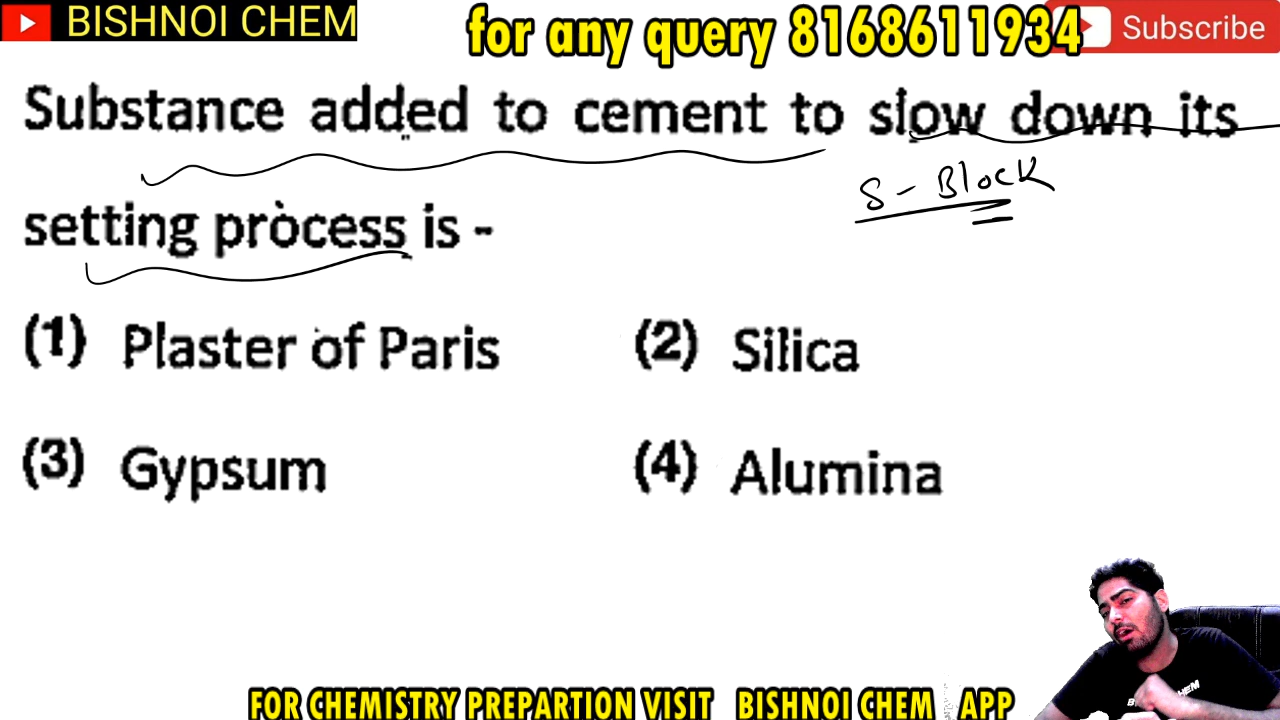 BISHNOI CHEM
for any query 8168611934
Subscribe
Substance added to cement to slow down its
S - Block
setting process is -
(1) Plaster of Paris (2) Silica
(3) Gypsum (4) Alumina
FOR CHEMISTRY PREPARTION VISIT BISHNOI CHEM APP